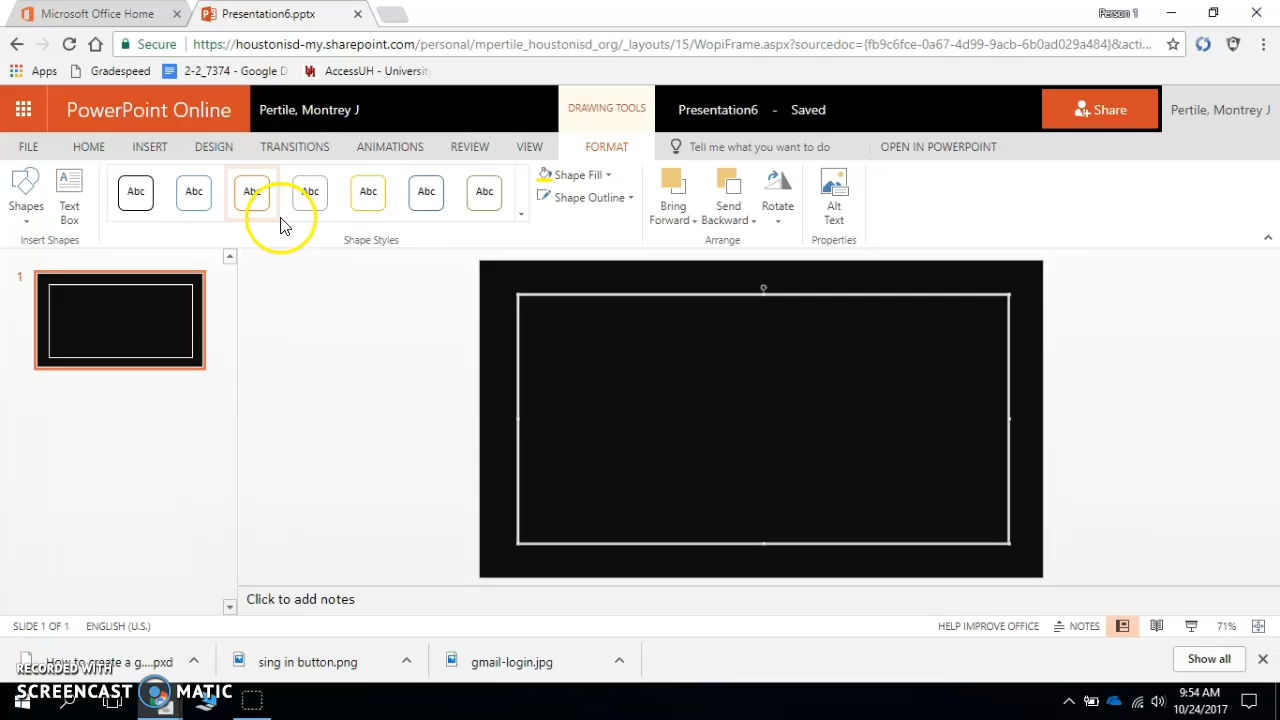 Microsoft Office Home
Presentation6.pptx
Person 1
Secure
https://houstonisd-my.sharepoint.com/personal/mpertile_houstonisd_org/_layouts/15/WopiFrame.aspx?sourcedoc={fb9c6fce-0a67-4d99-9acb-6b0ad029a484}&acti...
Apps
Gradespeed
2-2_7374 - Google D
AccessUH - Universit
PowerPoint Online
Pertile, Montrey J
DRAWING TOOLS
Presentation6 - Saved
Share
Pertile, Montrey J
FILE
HOME
INSERT
DESIGN
TRANSITIONS
ANIMATIONS
REVIEW
VIEW
FORMAT
Tell me what you want to do
OPEN IN POWERPOINT
Shapes
Text
Box
Abc
Abc
Abc
Abc
Abc
Abc
Abc
Shape Fill
Shape Outline
Bring
Forward
Send
Backward
Rotate
Alt
Text
Insert Shapes
Shape Styles
Arrange
Properties
1
Click to add notes
SLIDE 1 OF 1
ENGLISH (U.S.)
HELP IMPROVE OFFICE
NOTES
71%
How to create a g....pxd
sing in button.png
gmail-login.jpg
Show all
RECORDED WITH
SCREENCAST MATIC
9:54 AM
10/24/2017